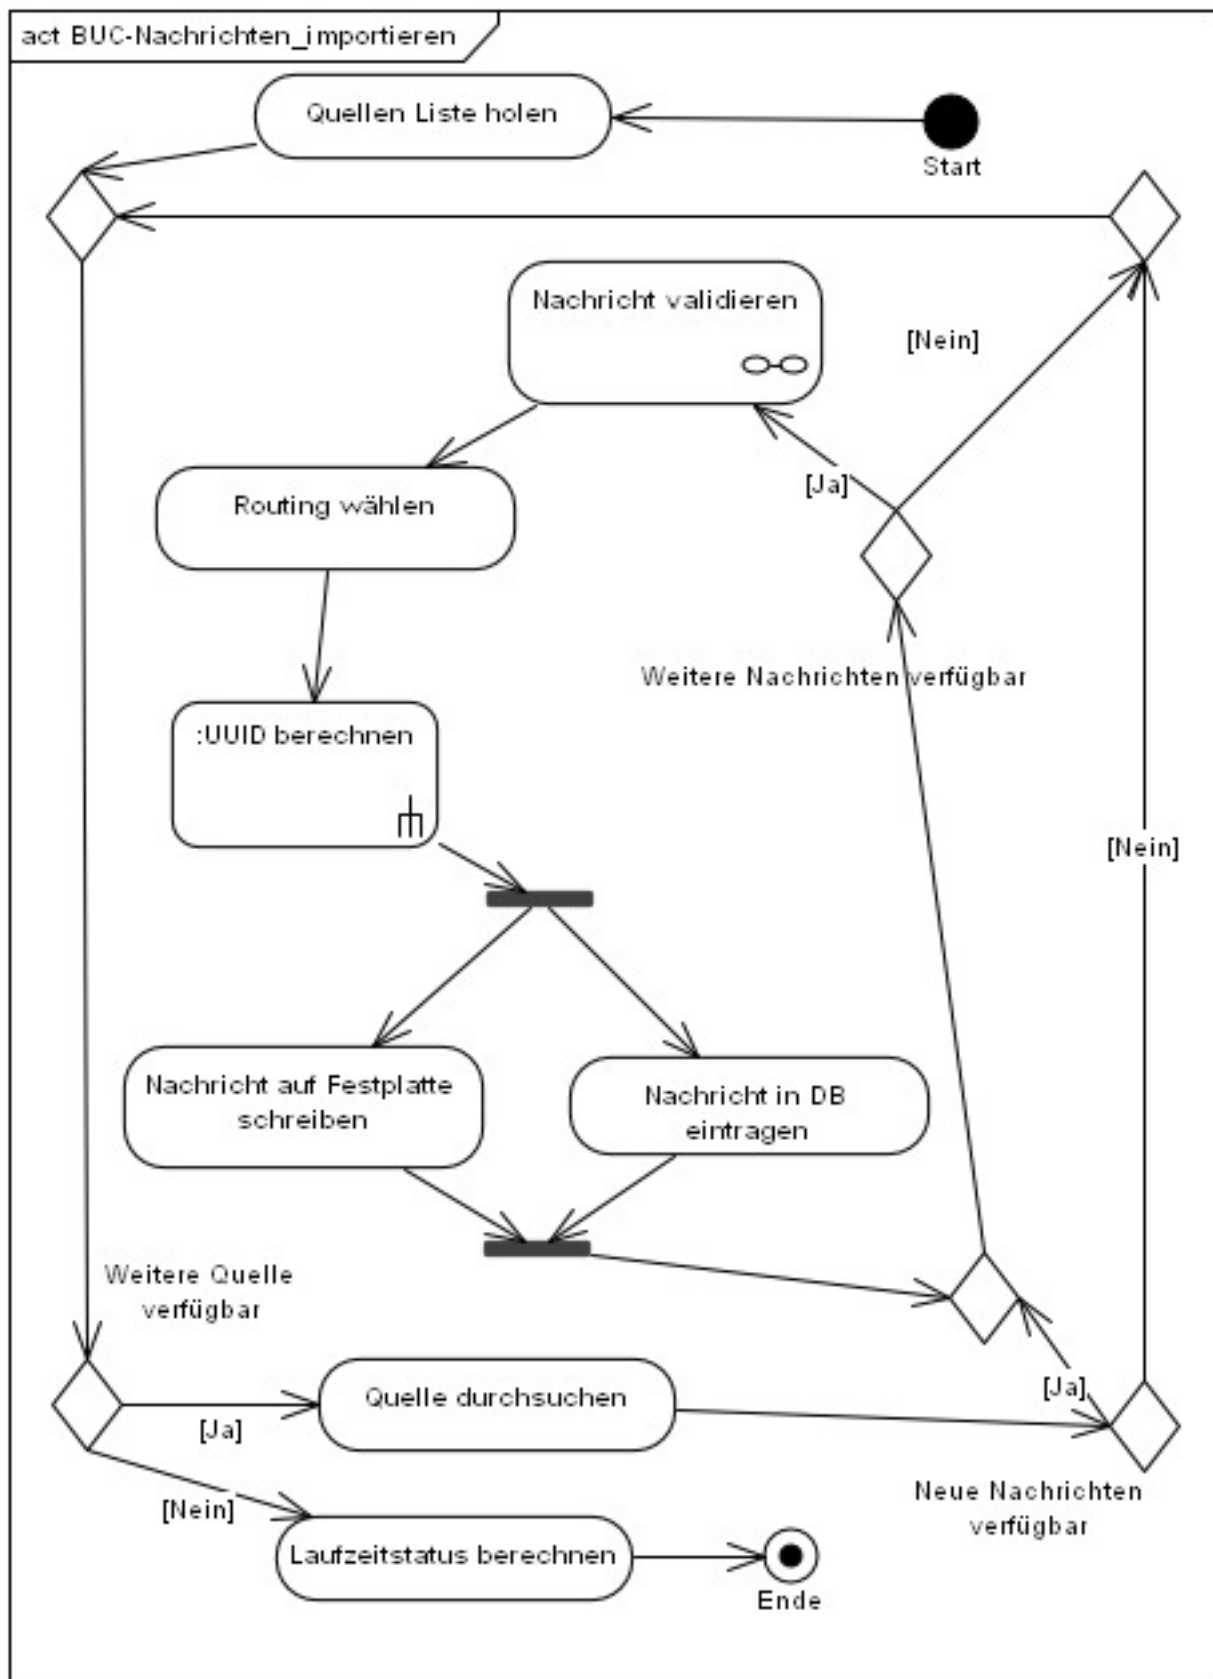 act BUC-Nachrichten_importieren
Quellen Liste holen
Start
Nachricht validieren
[Nein]
[Ja]
Routing wählen
Weitere Nachrichten verfügbar
:UUID berechnen
[Nein]
Nachricht auf Festplatte
schreiben
Nachricht in DB
eintragen
Weitere Quelle
verfügbar
Quelle durchsuchen
[Ja]
[Ja]
Neue Nachrichten
verfügbar
[Nein]
Laufzeitstatus berechnen
Ende